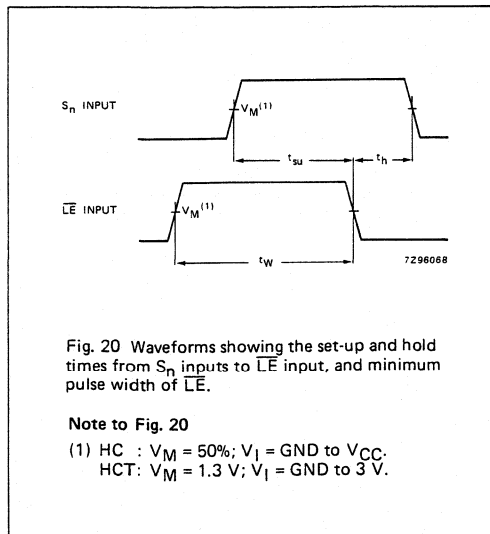 Sn INPUT
VM(1)
tsu
th
LE INPUT
VM(1)
tW
7296068
Fig. 20 Waveforms showing the set-up and hold
times from Sn inputs to LE input, and minimum
pulse width of LE.
Note to Fig. 20
(1) HC : VM = 50%; VI = GND to VCC.
HCT: VM = 1.3 V; VI = GND to 3 V.